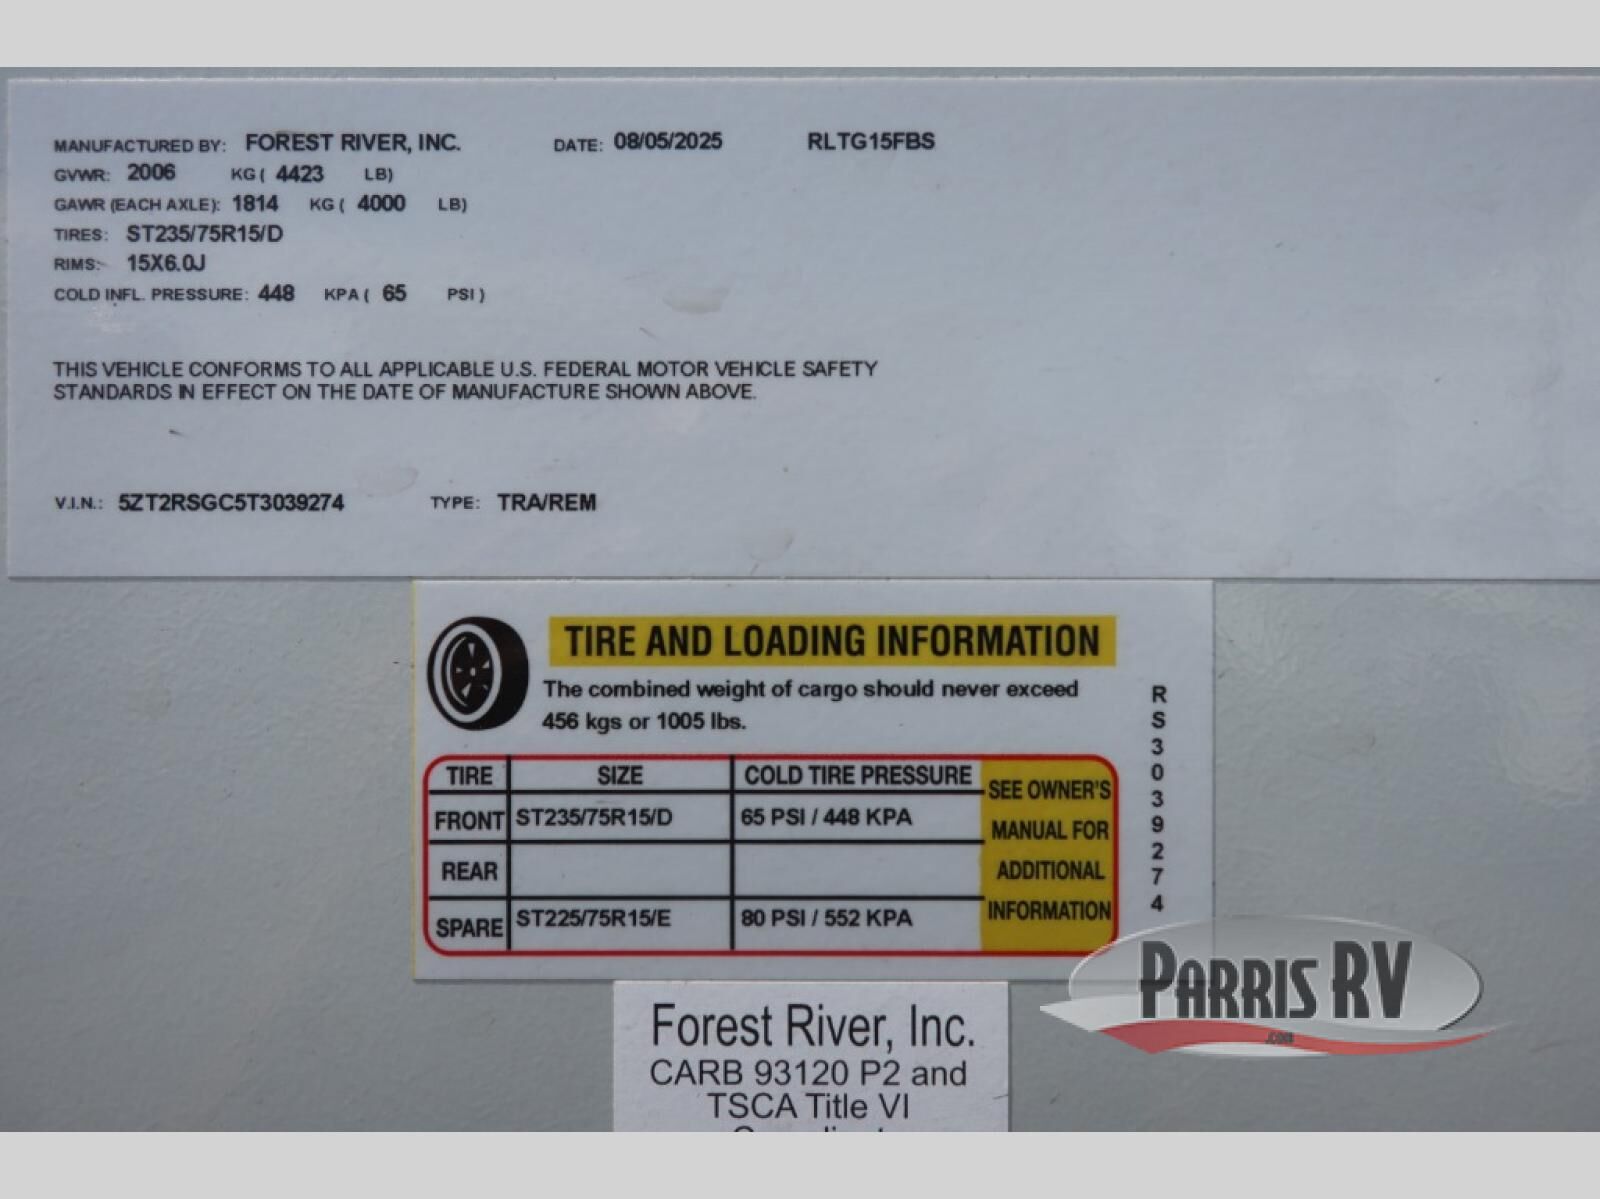 MANUFACTURED BY: FOREST RIVER, INC. DATE: 08/05/2025 RLTG15FBS
GVWR: 2006 KG ( 4423 LB)
GAWR (EACH AXLE): 1814 KG ( 4000 LB)
TIRES: ST235/75R15/D
RIMS: 15X6.0J
COLD INFL. PRESSURE: 448 KPA ( 65 PSI )
THIS VEHICLE CONFORMS TO ALL APPLICABLE U.S. FEDERAL MOTOR VEHICLE SAFETY
STANDARDS IN EFFECT ON THE DATE OF MANUFACTURE SHOWN ABOVE.
V.I.N.: 5ZT2RSGC5T3039274 TYPE: TRA/REM
TIRE AND LOADING INFORMATION
The combined weight of cargo should never exceed
456 kgs or 1005 lbs.
TIRE SIZE COLD TIRE PRESSURE
FRONT ST235/75R15/D 65 PSI / 448 KPA
REAR
SPARE ST225/75R15/E 80 PSI / 552 KPA
SEE OWNER'S
MANUAL FOR
ADDITIONAL
INFORMATION
RS3039274
PARRIS RV
.COM
Forest River, Inc.
CARB 93120 P2 and
TSCA Title VI